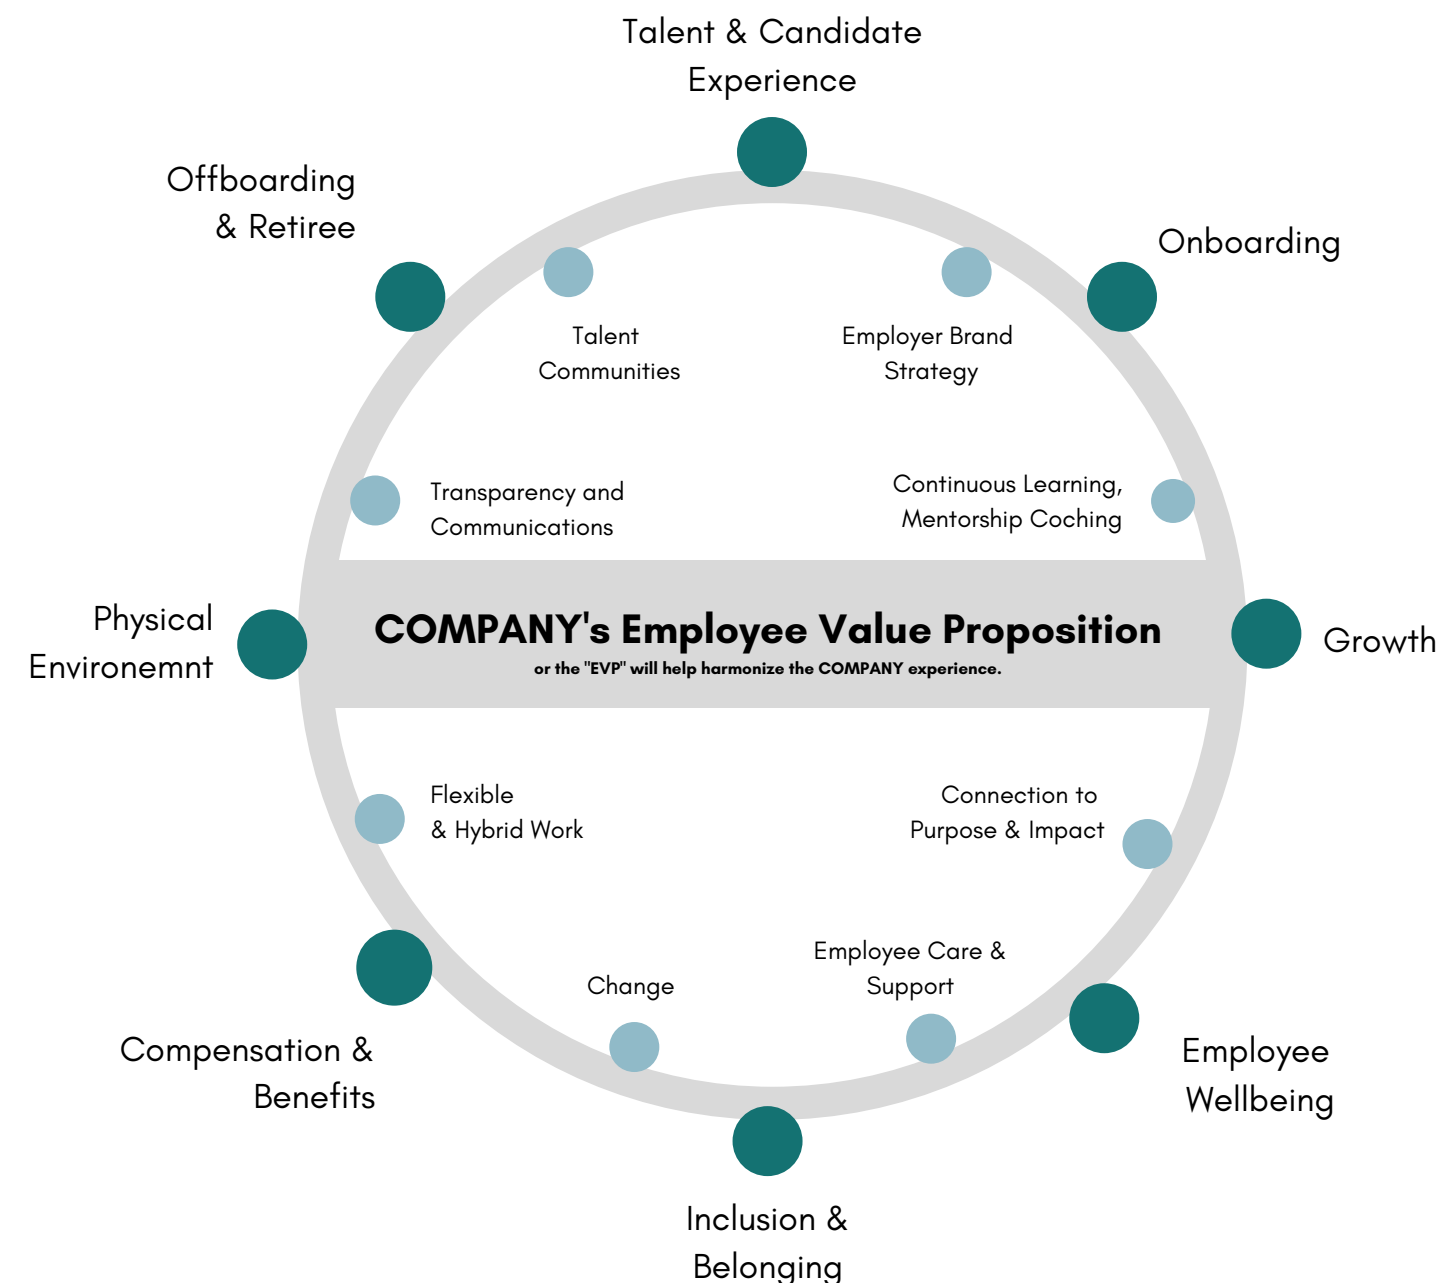 Talent & Candidate
Experience
Offboarding
& Retiree
Onboarding
Talent
Communities
Employer Brand
Strategy
Transparency and
Communications
Continuous Learning,
Mentorship Coching
Physical
Environemnt
COMPANY's Employee Value Proposition
or the "EVP" will help harmonize the COMPANY experience.
Growth
Flexible
& Hybrid Work
Connection to
Purpose & Impact
Change
Employee Care &
Support
Compensation &
Benefits
Employee
Wellbeing
Inclusion &
Belonging